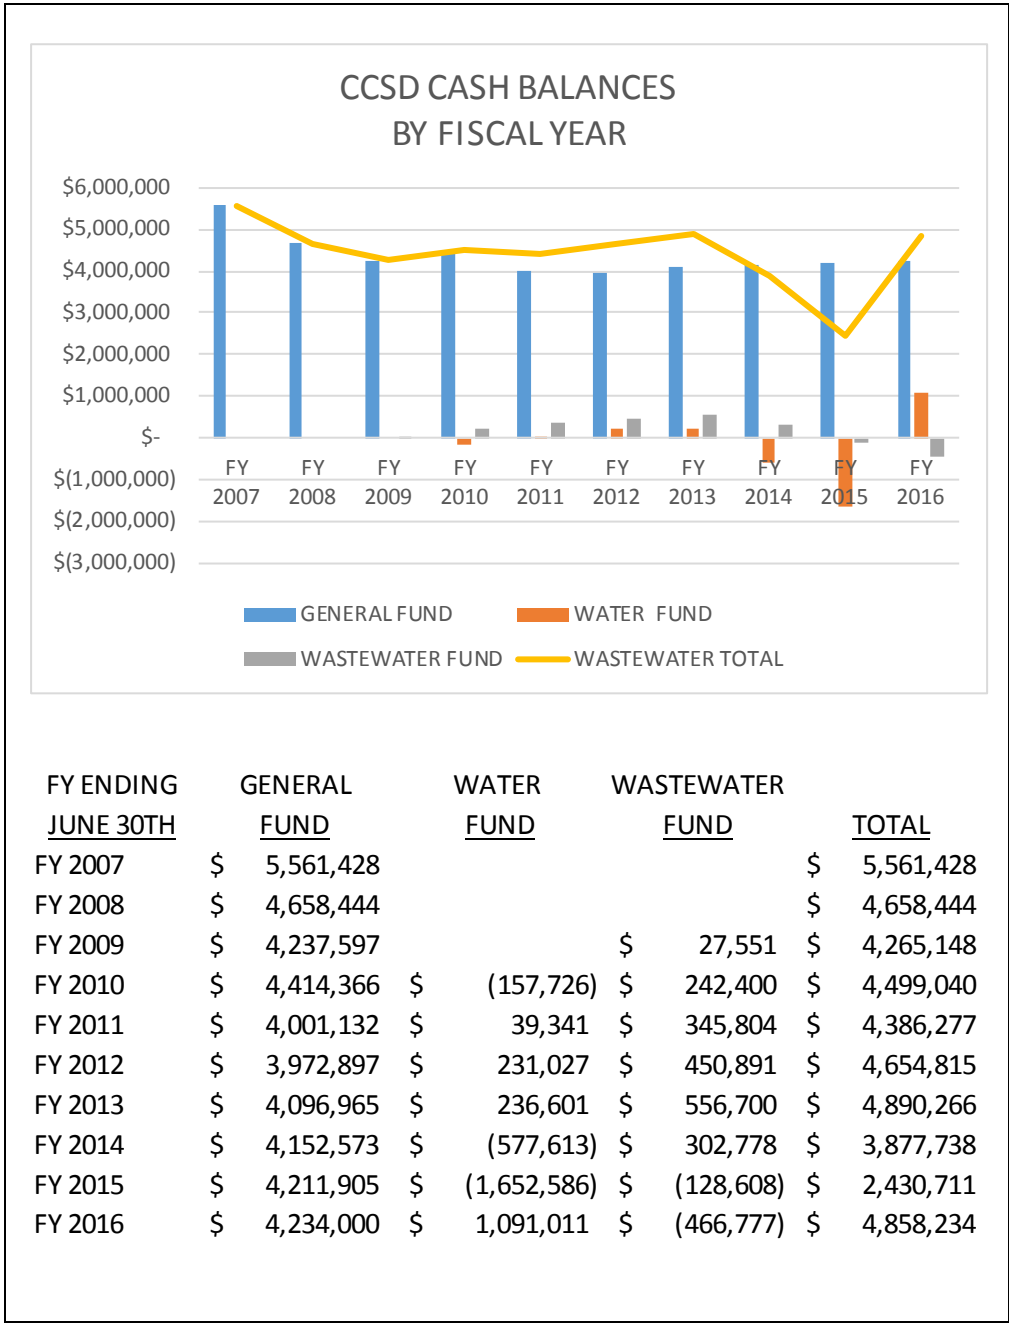 CCSD CASH BALANCES
BY FISCAL YEAR
$6,000,000
$5,000,000
$4,000,000
$3,000,000
$2,000,000
$1,000,000
$-
$(1,000,000)
$(2,000,000)
$(3,000,000)
FY FY FY FY FY FY FY FY FY FY
2007 2008 2009 2010 2011 2012 2013 2014 2015 2016
GENERAL FUND WATER FUND
WASTEWATER FUND WASTEWATER TOTAL
FY ENDING GENERAL WATER WASTEWATER
JUNE 30TH FUND FUND FUND TOTAL
FY 2007 $ 5,561,428 $ 5,561,428
FY 2008 $ 4,658,444 $ 4,658,444
FY 2009 $ 4,237,597 $ 27,551 $ 4,265,148
FY 2010 $ 4,414,366 $ (157,726) $ 242,400 $ 4,499,040
FY 2011 $ 4,001,132 $ 39,341 $ 345,804 $ 4,386,277
FY 2012 $ 3,972,897 $ 231,027 $ 450,891 $ 4,654,815
FY 2013 $ 4,096,965 $ 236,601 $ 556,700 $ 4,890,266
FY 2014 $ 4,152,573 $ (577,613) $ 302,778 $ 3,877,738
FY 2015 $ 4,211,905 $ (1,652,586) $ (128,608) $ 2,430,711
FY 2016 $ 4,234,000 $ 1,091,011 $ (466,777) $ 4,858,234